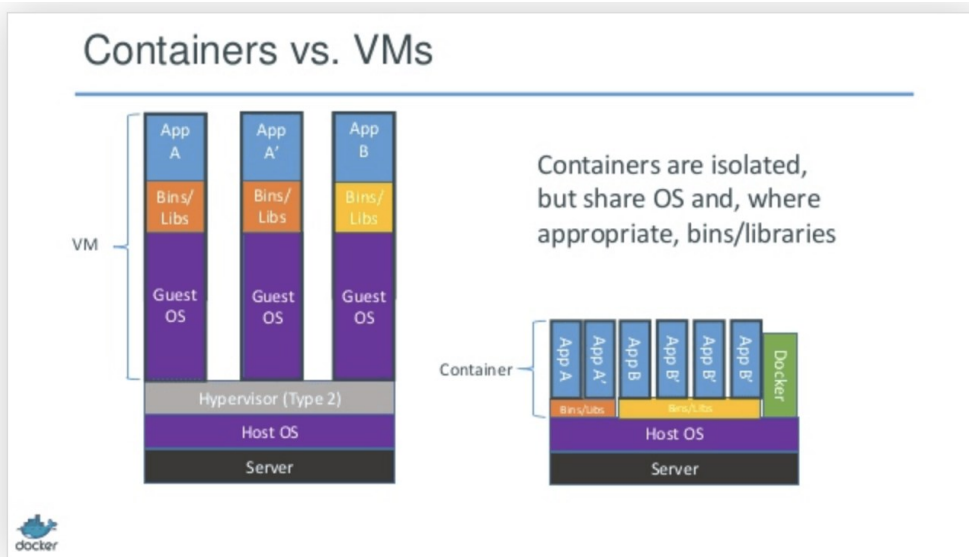 Containers vs. VMs
App
A
App
A'
App
B
Bins/
Libs
Bins/
Libs
Bins/
Libs
VM
Guest
OS
Guest
OS
Guest
OS
Hypervisor (Type 2)
Host OS
Server
Containers are isolated,
but share OS and, where
appropriate, bins/libraries
Container
App A
App A'
App B
App B'
App B'
App B'
Docker
Bins/Libs
Bins/Libs
Host OS
Server
docker